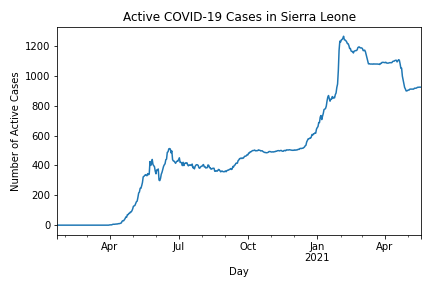 Active COVID-19 Cases in Sierra Leone
Number of Active Cases
1200
1000
800
600
400
200
0
Apr
Jul
Oct
Jan
2021
Apr
Day